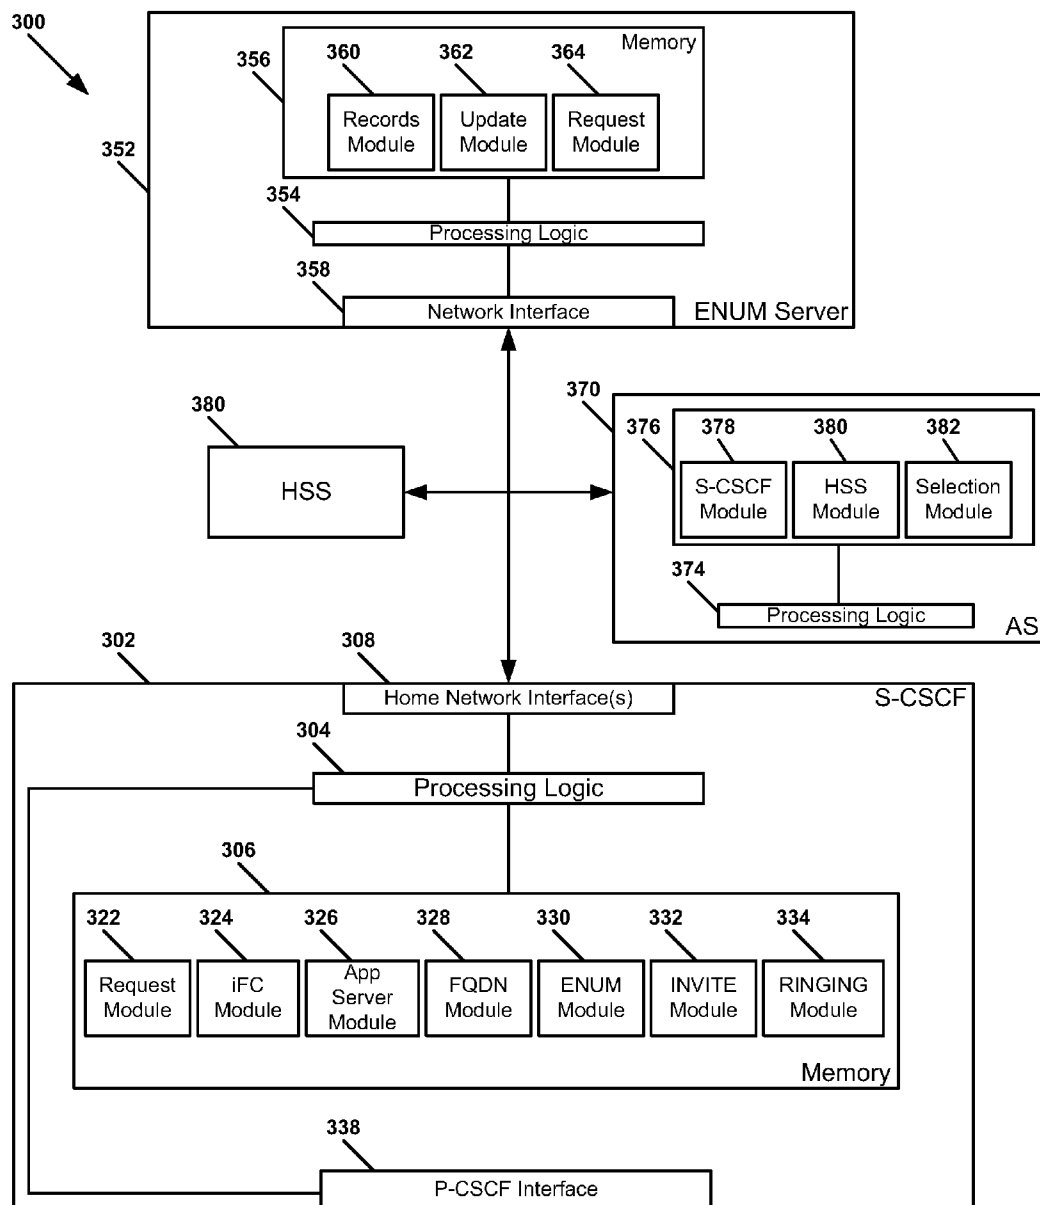 300
Memory
356
360
362
364
Records
Module
Update
Module
Request
Module
352
354
Processing Logic
358
Network Interface
ENUM Server
380
HSS
370
376
378
380
382
S-CSCF
Module
HSS
Module
Selection
Module
374
Processing Logic
AS
302
308
Home Network Interface(s)
S-CSCF
304
Processing Logic
306
322
324
326
328
330
332
334
Request
Module
iFC
Module
App
Server
Module
FQDN
Module
ENUM
Module
INVITE
Module
RINGING
Module
Memory
338
P-CSCF Interface